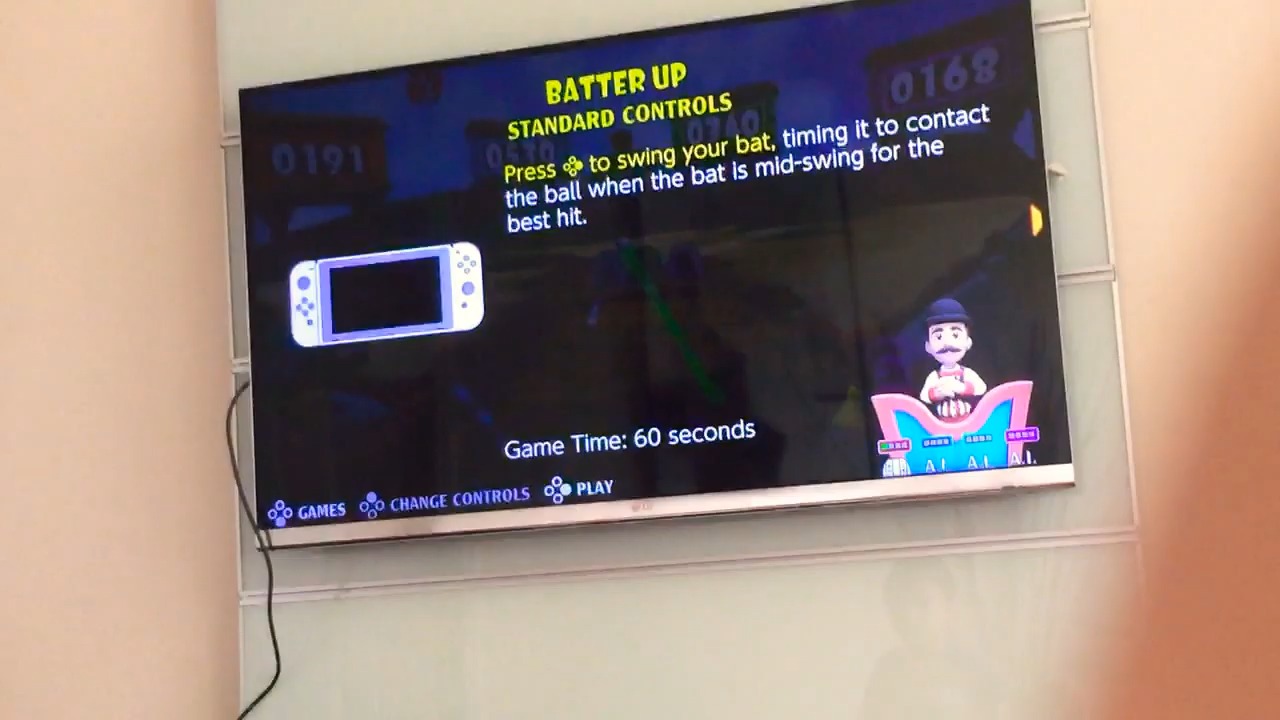 BATTER UP
STANDARD CONTROLS
0168
0191
Press to swing your bat, timing it to contact
the ball when the bat is mid-swing for the
best hit.
Game Time: 60 seconds
A.I. A.I. A.I.
GAMES CHANGE CONTROLS PLAY